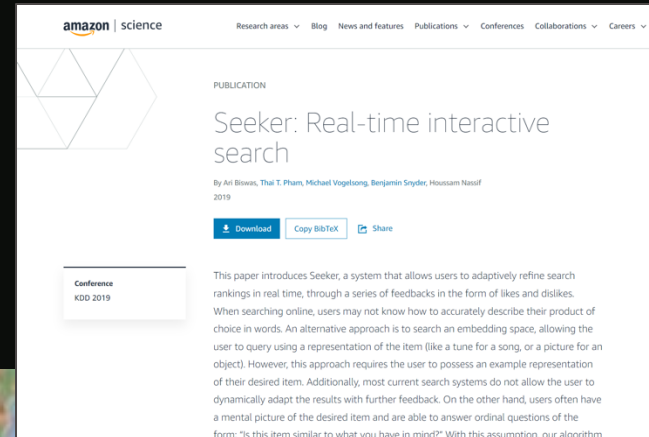 amazon | science
Research areas Blog News and features Publications Conferences Collaborations Careers
PUBLICATION
Seeker: Real-time interactive
search
By Ari Biswas, Thai T. Pham, Michael Vogelsong, Benjamin Snyder, Houssam Nassif
2019
Download Copy BibTeX Share
Conference
KDD 2019
This paper introduces Seeker, a system that allows users to adaptively refine search
rankings in real time, through a series of feedbacks in the form of likes and dislikes.
When searching online, users may not know how to accurately describe their product of
choice in words. An alternative approach is to search an embedding space, allowing the
user to query using a representation of the item (like a tune for a song, or a picture for an
object). However, this approach requires the user to possess an example representation
of their desired item. Additionally, most current search systems do not allow the user to
dynamically adapt the results with further feedback. On the other hand, users often have
a mental picture of the desired item and are able to answer ordinal questions of the
form: "Is this item similar to what you have in mind?" With this assumption, our algorithm